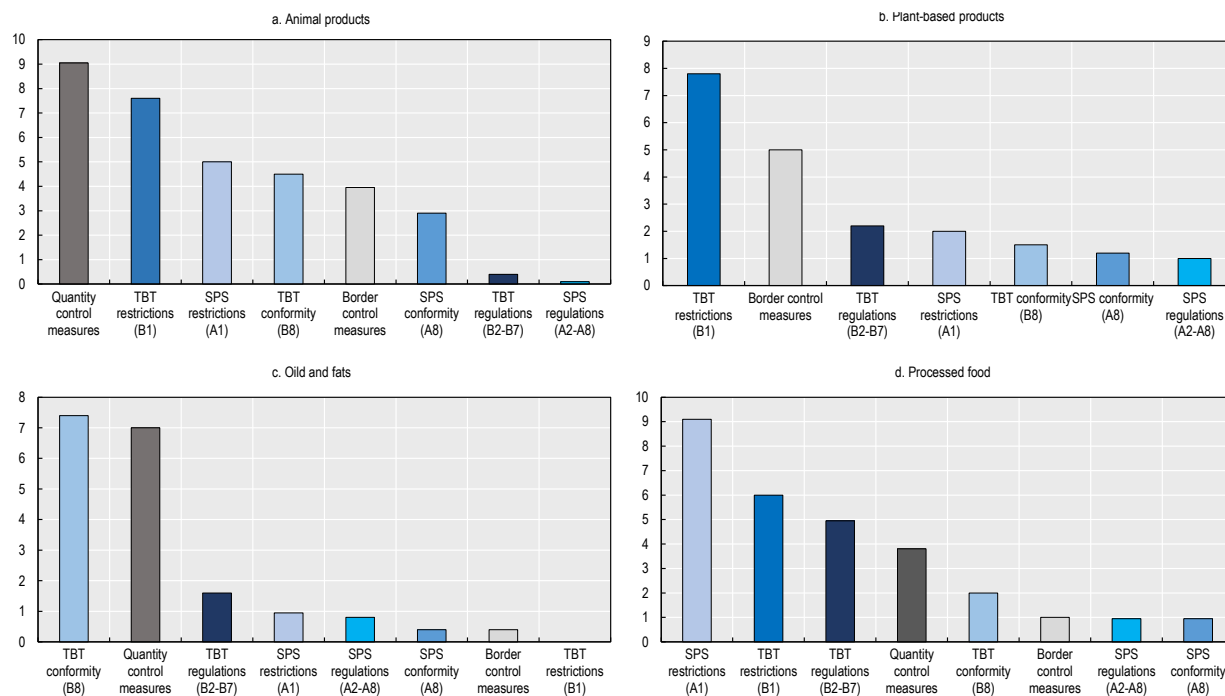 a. Animal products
10
9
8
7
6
5
4
3
2
1
0
Quantity control measures
TBT restrictions (B1)
SPS restrictions (A1)
TBT conformity (B8)
Border control measures
SPS conformity (A8)
TBT regulations (B2-B7)
SPS regulations (A2-A8)
b. Plant-based products
9
8
7
6
5
4
3
2
1
0
TBT restrictions (B1)
Border control measures
TBT regulations (B2-B7)
SPS restrictions (A1)
TBT conformity (B8)
SPS conformity (A8)
SPS regulations (A2-A8)
c. Oild and fats
8
7
6
5
4
3
2
1
0
TBT conformity (B8)
Quantity control measures
TBT regulations (B2-B7)
SPS restrictions (A1)
SPS regulations (A2-A8)
SPS conformity (A8)
Border control measures
TBT restrictions (B1)
d. Processed food
10
9
8
7
6
5
4
3
2
1
0
SPS restrictions (A1)
TBT restrictions (B1)
TBT regulations (B2-B7)
Quantity control measures
TBT conformity (B8)
Border control measures
SPS regulations (A2-A8)
SPS conformity (A8)